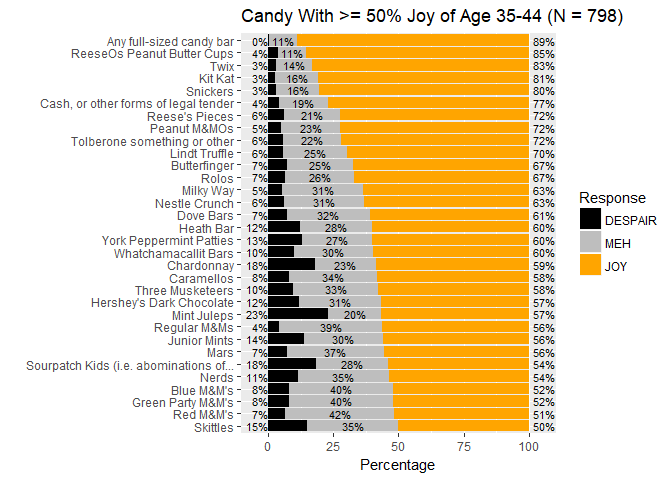 Candy With >= 50% Joy of Age 35-44 (N = 798)
Any full-sized candy bar 0% 11% 89%
ReeseOs Peanut Butter Cups 4% 11% 85%
Twix 3% 14% 83%
Kit Kat 3% 16% 81%
Snickers 3% 16% 80%
Cash, or other forms of legal tender 4% 19% 77%
Reese's Pieces 6% 21% 72%
Peanut M&MOs 5% 23% 72%
Tolberone something or other 6% 22% 72%
Lindt Truffle 6% 25% 70%
Butterfinger 7% 25% 67%
Rolos 7% 26% 67%
Milky Way 5% 31% 63%
Nestle Crunch 6% 31% 63%
Dove Bars 7% 32% 61%
Heath Bar 12% 28% 60%
York Peppermint Patties 13% 27% 60%
Whatchamacallit Bars 10% 30% 60%
Chardonnay 18% 23% 59%
Caramellos 8% 34% 58%
Three Musketeers 10% 33% 58%
Hershey's Dark Chocolate 12% 31% 57%
Mint Juleps 23% 20% 57%
Regular M&Ms 4% 39% 56%
Junior Mints 14% 30% 56%
Mars 7% 37% 56%
Sourpatch Kids (i.e. abominations of... 18% 28% 54%
Nerds 11% 35% 54%
Blue M&M's 8% 40% 52%
Green Party M&M's 8% 40% 52%
Red M&M's 7% 42% 51%
Skittles 15% 35% 50%
0 25 50 75 100
Percentage
Response
DESPAIR
MEH
JOY